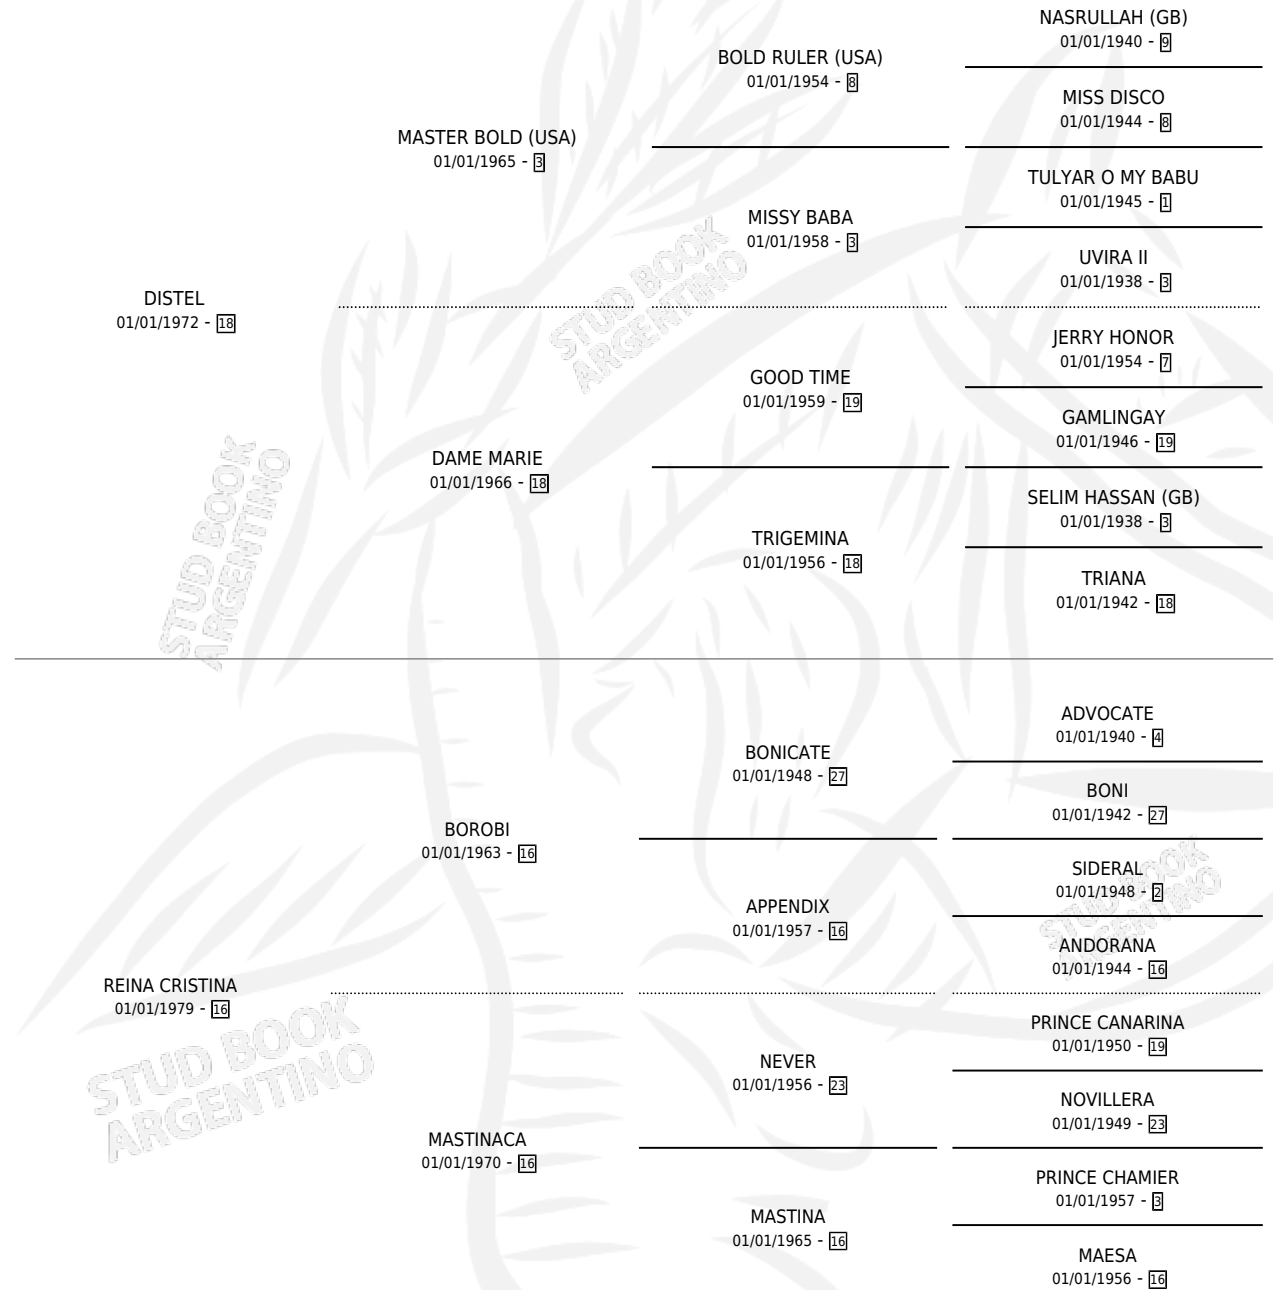 NASRULLAH (GB)
01/01/1940 - 9
BOLD RULER (USA)
01/01/1954 - 8
MISS DISCO
01/01/1944 - 8
MASTER BOLD (USA)
01/01/1965 - 3
TULYAR O MY BABU
01/01/1945 - 1
MISSY BABA
01/01/1958 - 3
UVIRA II
01/01/1938 - 3
STUD BOOK
ARGENTINO
DISTEL
01/01/1972 - 18
JERRY HONOR
01/01/1954 - 7
GOOD TIME
01/01/1959 - 19
GAMLINGAY
01/01/1946 - 19
DAME MARIE
01/01/1966 - 18
SELIM HASSAN (GB)
01/01/1938 - 3
TRIGEMINA
01/01/1956 - 18
TRIANA
01/01/1942 - 18
STUD BOOK
ARGENTINO
ADVOCATE
01/01/1940 - 4
BONICATE
01/01/1948 - 27
BONI
01/01/1942 - 27
BOROBI
01/01/1963 - 16
SIDERAL
01/01/1948 - 2
APPENDIX
01/01/1957 - 16
ANDORANA
01/01/1944 - 16
STUD BOOK
ARGENTINO
REINA CRISTINA
01/01/1979 - 16
PRINCE CANARINA
01/01/1950 - 19
NEVER
01/01/1956 - 23
NOVILLERA
01/01/1949 - 23
STUD BOOK
ARGENTINO
MASTINACA
01/01/1970 - 16
PRINCE CHAMIER
01/01/1957 - 3
MASTINA
01/01/1965 - 16
MAESA
01/01/1956 - 16